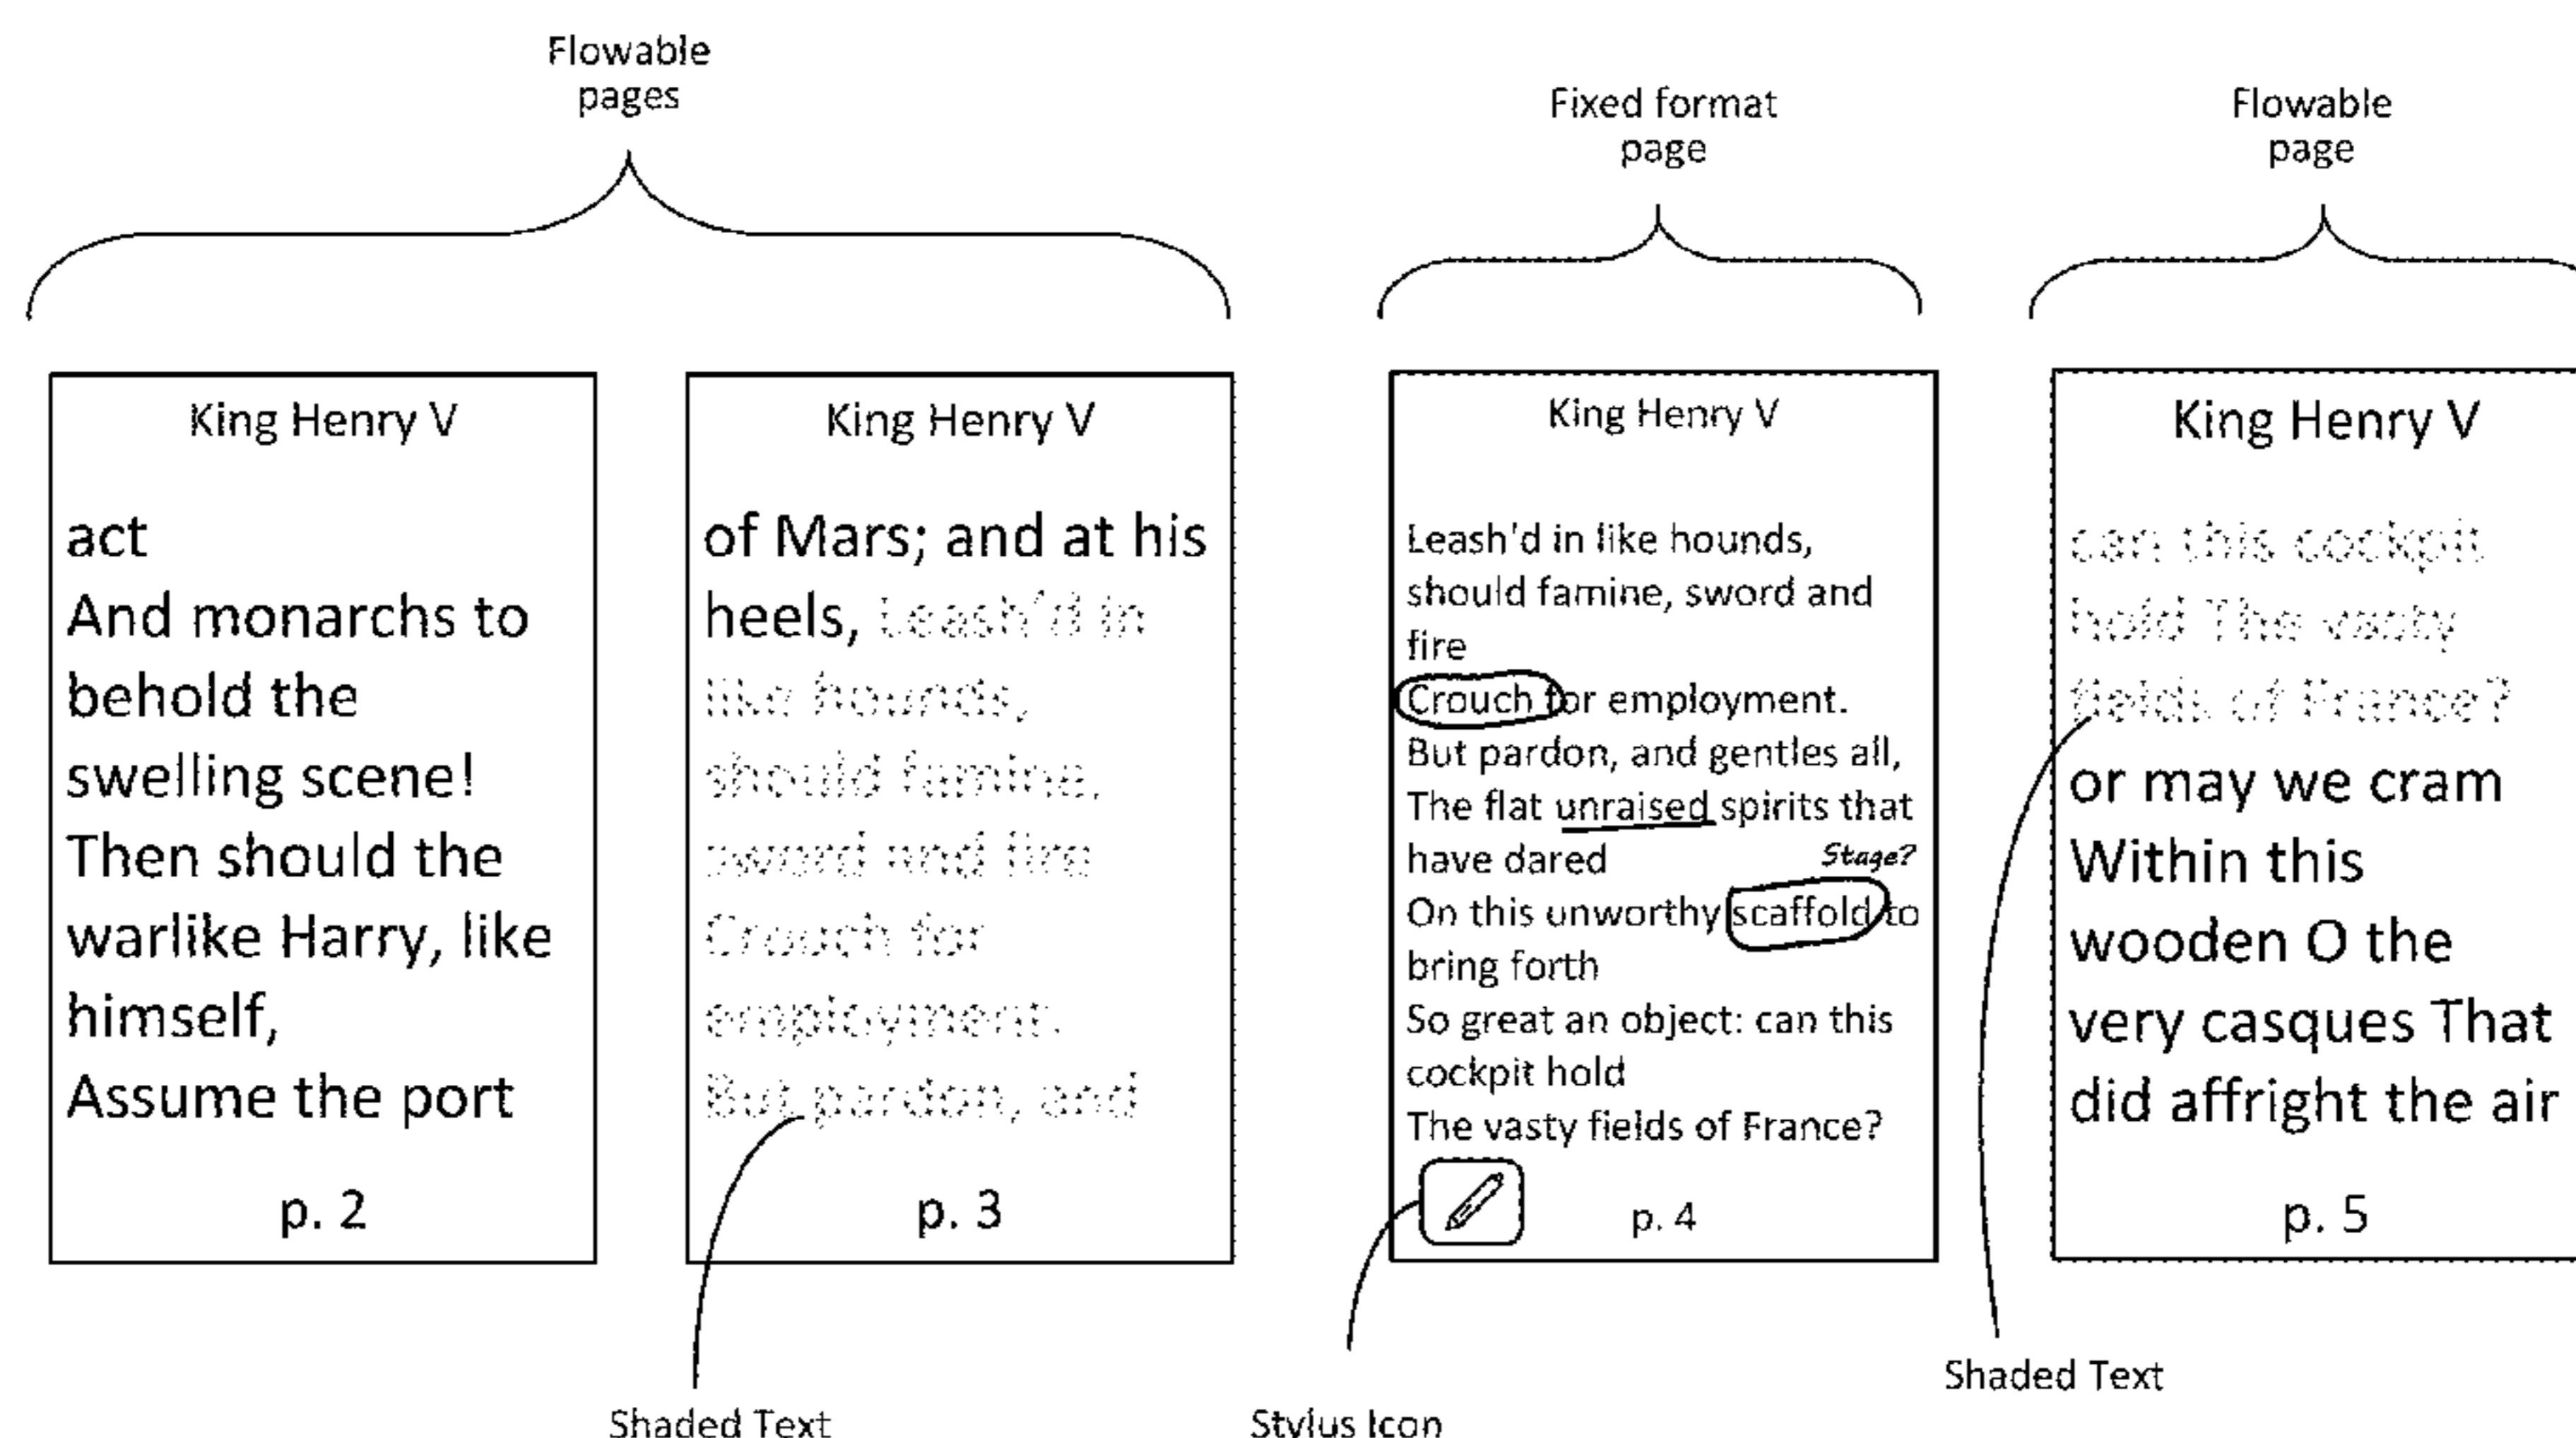 Flowable
pages
Fixed format
page
Flowable
page
King Henry V
act
And monarchs to
behold the
swelling scene!
Then should the
warlike Harry, like
himself,
Assume the port
p. 2
King Henry V
of Mars; and at his
heels, Leash'd in
like hounds,
should famine,
sword and fire
Crouch for
employment.
But pardon, and
p. 3
King Henry V
Leash'd in like hounds,
should famine, sword and
fire
Crouch for employment.
But pardon, and gentles all,
The flat unraised spirits that
have dared
Stage?
On this unworthy scaffold to
bring forth
So great an object: can this
cockpit hold
The vasty fields of France?
p. 4
King Henry V
can this cockpit
hold The vasty
fields of France?
or may we cram
Within this
wooden O the
very casques That
did affright the air
p. 5
Shaded Text
Stylus Icon
Shaded Text